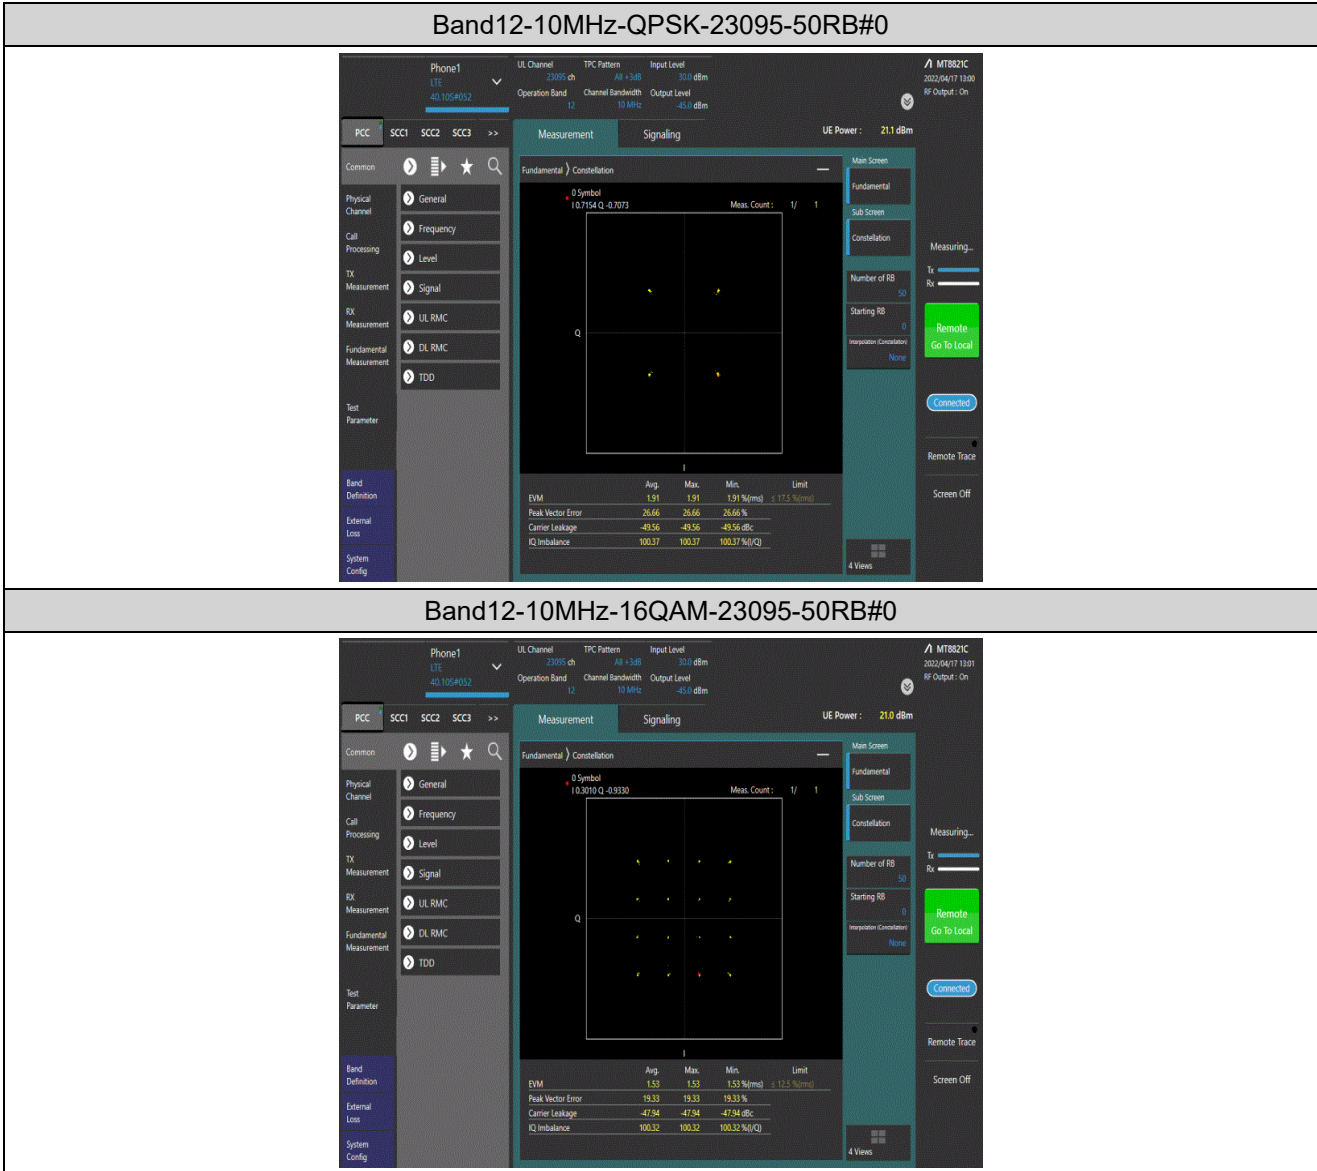 Band12-10MHz-QPSK-23095-50RB#0
Phone1
LTE
40.10S#052
UL Channel TPC Pattern Input Level
23095 ch All +3dB 30.0 dBm
Operation Band Channel Bandwidth Output Level
12 10 MHz -45.0 dBm
MT8821C
2022/04/17 13:00
RF Output : On
PCC SCC1 SCC2 SCC3 >>
Measurement Signaling
UE Power : 21.1 dBm
Common
Physical Channel
Call Processing
TX Measurement
RX Measurement
Fundamental Measurement
Test Parameter
Band Definition
External Loss
System Config
General
Frequency
Level
Signal
UL RMC
DL RMC
TDD
Fundamental Constellation
0 Symbol
I 0.7154 Q -0.7073 Meas. Count : 1/ 1
Q
I
Avg. Max. Min. Limit
EVM 1.91 1.91 1.91 %(rms) ≤ 17.5 %(rms)
Peak Vector Error 26.66 26.66 26.66 %
Carrier Leakage -49.56 -49.56 -49.56 dBc
IQ Imbalance 100.37 100.37 100.37 %(I/Q)
Main Screen
Fundamental
Sub Screen
Constellation
Number of RB
50
Starting RB
0
Interpolation (Constellation)
None
4 Views
Measuring...
Tx
Rx
Remote
Go To Local
Connected
Remote Trace
Screen Off
Band12-10MHz-16QAM-23095-50RB#0
Phone1
LTE
40.10S#052
UL Channel TPC Pattern Input Level
23095 ch All +3dB 30.0 dBm
Operation Band Channel Bandwidth Output Level
12 10 MHz -45.0 dBm
MT8821C
2022/04/17 13:01
RF Output : On
PCC SCC1 SCC2 SCC3 >>
Measurement Signaling
UE Power : 21.0 dBm
Common
Physical Channel
Call Processing
TX Measurement
RX Measurement
Fundamental Measurement
Test Parameter
Band Definition
External Loss
System Config
General
Frequency
Level
Signal
UL RMC
DL RMC
TDD
Fundamental Constellation
0 Symbol
I 0.3010 Q -0.9330 Meas. Count : 1/ 1
Q
I
Avg. Max. Min. Limit
EVM 1.53 1.53 1.53 %(rms) ≤ 12.5 %(rms)
Peak Vector Error 19.33 19.33 19.33 %
Carrier Leakage -47.94 -47.94 -47.94 dBc
IQ Imbalance 100.32 100.32 100.32 %(I/Q)
Main Screen
Fundamental
Sub Screen
Constellation
Number of RB
50
Starting RB
0
Interpolation (Constellation)
None
4 Views
Measuring...
Tx
Rx
Remote
Go To Local
Connected
Remote Trace
Screen Off